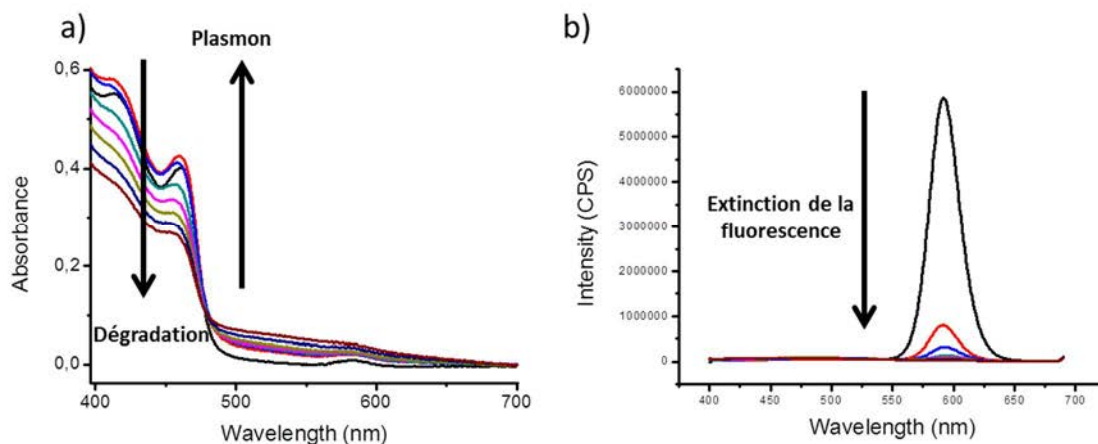 a)
Plasmon
0,6
0,4
0,2
0,0
Absorbance
Dégradation
400 500 600 700
Wavelength (nm)
b)
6000000
5000000
4000000
3000000
2000000
1000000
0
Intensity (CPS)
Extinction de la
fluorescence
400 450 500 550 600 650 700
Wavelength (nm)